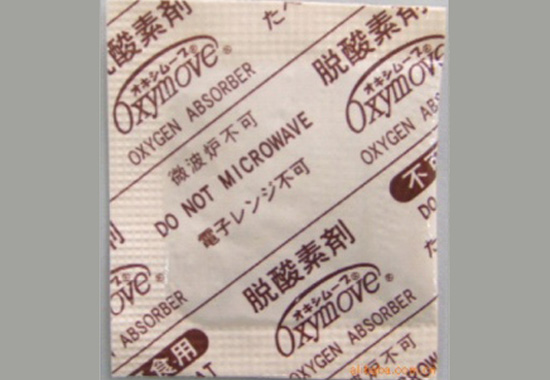 脱酸素剤
オキシムーブ®
Oxymove®
OXYGEN ABSORBER
微波炉不可
DO NOT MICROWAVE
電子レンジ不可
脱酸素剤
オキシムーブ®
Oxymove®
OXYGEN ABSORBER
脱酸素剤
オキシムーブ®
Oxymove®
OXYGEN ABSORBER
不可
食用